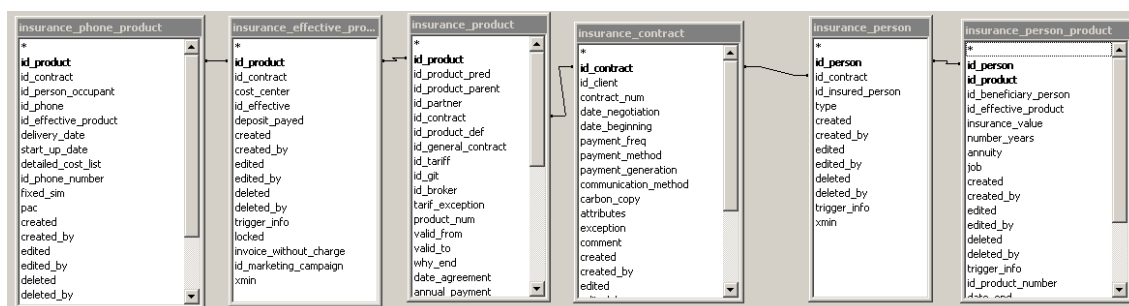 insurance_phone_product
*
id_product
id_contract
id_person_occupant
id_phone
id_effective_product
delivery_date
start_up_date
detailed_cost_list
id_phone_number
fixed_sim
pac
created
created_by
edited
edited_by
deleted
deleted_by
insurance_effective_pro...
*
id_product
id_contract
cost_center
id_effective
deposit_payed
created
created_by
edited
edited_by
deleted
deleted_by
trigger_info
locked
invoice_without_charge
id_marketing_campaign
xmin
insurance_product
*
id_product
id_product_pred
id_product_parent
id_partner
id_contract
id_product_def
id_general_contract
id_tariff
id_git
id_broker
tarif_exception
product_num
valid_from
valid_to
why_end
date_agreement
annual_payment
insurance_contract
*
id_contract
id_client
contract_num
date_negotiation
date_beginning
payment_freq
payment_method
payment_generation
communication_method
carbon_copy
attributes
exception
comment
created
created_by
edited
insurance_person
*
id_person
id_contract
id_insured_person
type
created
created_by
edited
edited_by
deleted
deleted_by
trigger_info
xmin
insurance_person_product
*
id_person
id_product
id_beneficiary_person
id_effective_product
insurance_value
number_years
annuity
job
created
created_by
edited
edited_by
deleted
deleted_by
trigger_info
id_product_number
date_end